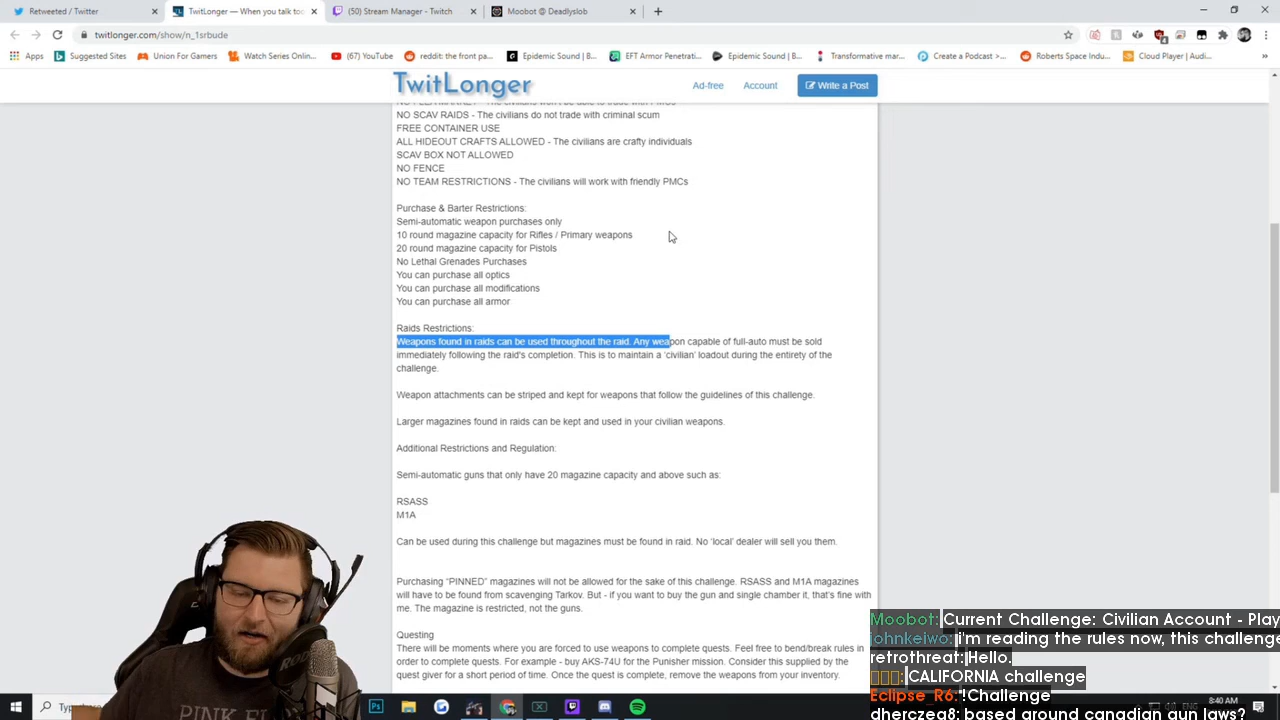 Retweeted / Twitter
TwitLonger — When you talk too
(50) Stream Manager - Twitch
Moobot @ Deadlyslob
twitlonger.com/show/n_1srbude
Apps
Suggested Sites
Union For Gamers
Watch Series Online...
(67) YouTube
reddit: the front pa...
Epidemic Sound | B...
EFT Armor Penetrati...
Epidemic Sound | B...
Transformative mar...
Create a Podcast - G...
Roberts Space Indu...
Cloud Player | Audi...
TwitLonger
Ad-free
Account
Write a Post
NO SCAV RAIDS - The civilians do not trade with criminal scum
FREE CONTAINER USE
ALL HIDEOUT CRAFTS ALLOWED - The civilians are crafty individuals
SCAV BOX NOT ALLOWED
NO FENCE
NO TEAM RESTRICTIONS - The civilians will work with friendly PMCs
Purchase & Barter Restrictions:
Semi-automatic weapon purchases only
10 round magazine capacity for Rifles / Primary weapons
20 round magazine capacity for Pistols
No Lethal Grenades Purchases
You can purchase all optics
You can purchase all modifications
You can purchase all armor
Raids Restrictions:
Weapons found in raids can be used throughout the raid. Any weapon capable of full-auto must be sold
immediately following the raid's completion. This is to maintain a 'civilian' loadout during the entirety of the
challenge.
Weapon attachments can be striped and kept for weapons that follow the guidelines of this challenge.
Larger magazines found in raids can be kept and used in your civilian weapons.
Additional Restrictions and Regulation:
Semi-automatic guns that only have 20 magazine capacity and above such as:
RSASS
M1A
Can be used during this challenge but magazines must be found in raid. No 'local' dealer will sell you them.
Purchasing "PINNED" magazines will not be allowed for the sake of this challenge. RSASS and M1A magazines
will have to be found from scavenging Tarkov. But - if you want to buy the gun and single chamber it, that's fine with
me. The magazine is restricted, not the guns.
Questing
There will be moments where you are forced to use weapons to complete quests. Feel free to bend/break rules in
order to complete quests. For example - buy AKS-74U for the Punisher mission. Consider this supplied by the
quest giver for a short period of time. Once the quest is complete, remove the weapons from your inventory.
Moobot: Current Challenge: Civilian Account - Play
johnkeiwo: i'm reading the rules now, this challenge
retrothreat: Hello.
CALIFORNIA challenge
Eclipse_R6: !Challenge
dherczeg8: based around canadian gun laws?
Type
8:40 AM
PINK